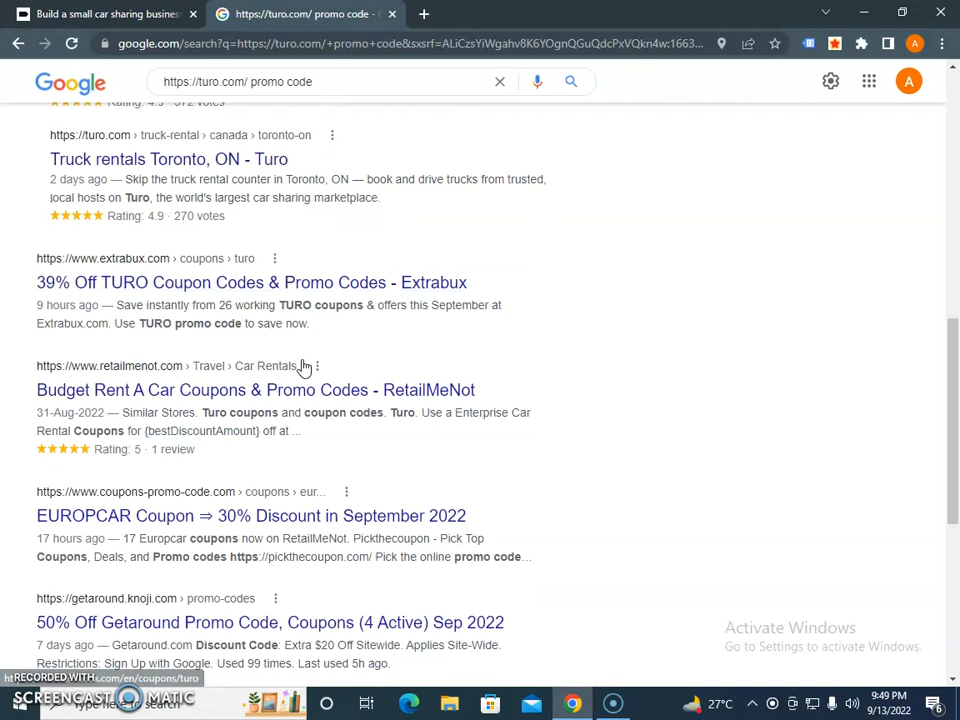 Build a small car sharing busines
https://turo.com/ promo code -
google.com/search?q=https://turo.com/+promo+code&sxsrf=ALiCzsYiWgahv8K6YOgnQGuQdcPxVQkn4w:1663...
A
Google
https://turo.com/ promo code
A
Rating: 4.9 · 372 votes
https://turo.com › truck-rental › canada › toronto-on
Truck rentals Toronto, ON - Turo
2 days ago — Skip the truck rental counter in Toronto, ON — book and drive trucks from trusted,
local hosts on Turo, the world's largest car sharing marketplace.
Rating: 4.9 · 270 votes
https://www.extrabux.com › coupons › turo
39% Off TURO Coupon Codes & Promo Codes - Extrabux
9 hours ago — Save instantly from 26 working TURO coupons & offers this September at
Extrabux.com. Use TURO promo code to save now.
https://www.retailmenot.com › Travel › Car Rentals
Budget Rent A Car Coupons & Promo Codes - RetailMeNot
31-Aug-2022 — Similar Stores. Turo coupons and coupon codes. Turo. Use a Enterprise Car
Rental Coupons for {bestDiscountAmount} off at ...
Rating: 5 · 1 review
https://www.coupons-promo-code.com › coupons › eur...
EUROPCAR Coupon ⇒ 30% Discount in September 2022
17 hours ago — 17 Europcar coupons now on RetailMeNot. Pickthecoupon - Pick Top
Coupons, Deals, and Promo codes https://pickthecoupon.com/ Pick the online promo code...
https://getaround.knoji.com › promo-codes
50% Off Getaround Promo Code, Coupons (4 Active) Sep 2022
7 days ago — Getaround.com Discount Code: Extra $20 Off Sitewide. Applies Site-Wide.
Restrictions: Sign Up with Google. Used 99 times. Last used 5h ago.
Activate Windows
Go to Settings to activate Windows.
RECORDED WITH
SCREENCAST MATIC
27°C
9:49 PM
9/13/2022
6